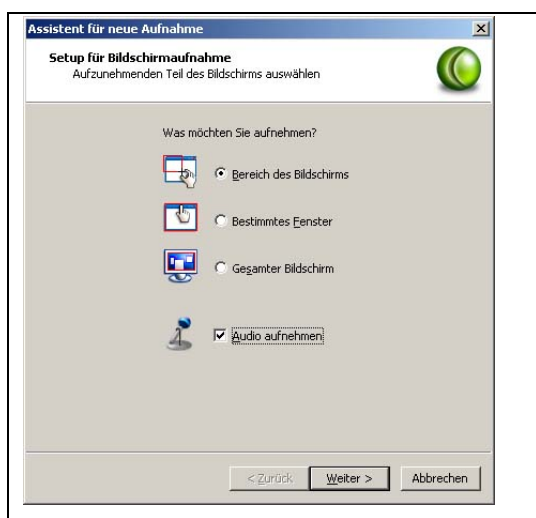 Assistent für neue Aufnahme
Setup für Bildschirmaufnahme
Aufzunehmenden Teil des Bildschirms auswählen
Was möchten Sie aufnehmen?
Bereich des Bildschirms
Bestimmtes Fenster
Gesamter Bildschirm
Audio aufnehmen
< Zurück Weiter > Abbrechen